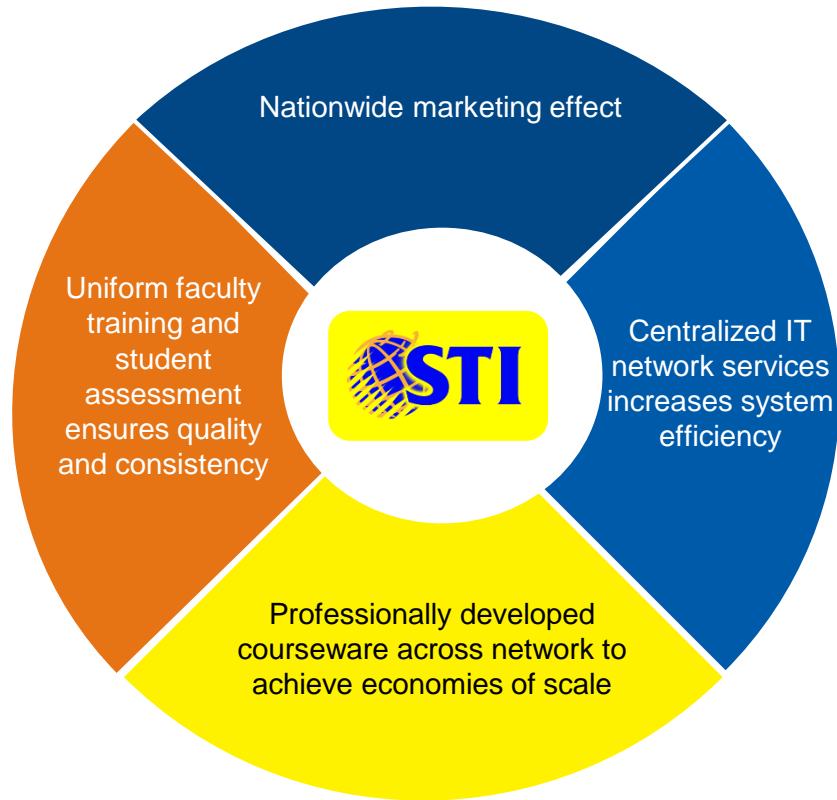 Nationwide marketing effect
Uniform faculty
training and
student
assessment
ensures quality
and consistency
STI
Centralized IT
network services
increases system
efficiency
Professionally developed
courseware across network to
achieve economies of scale